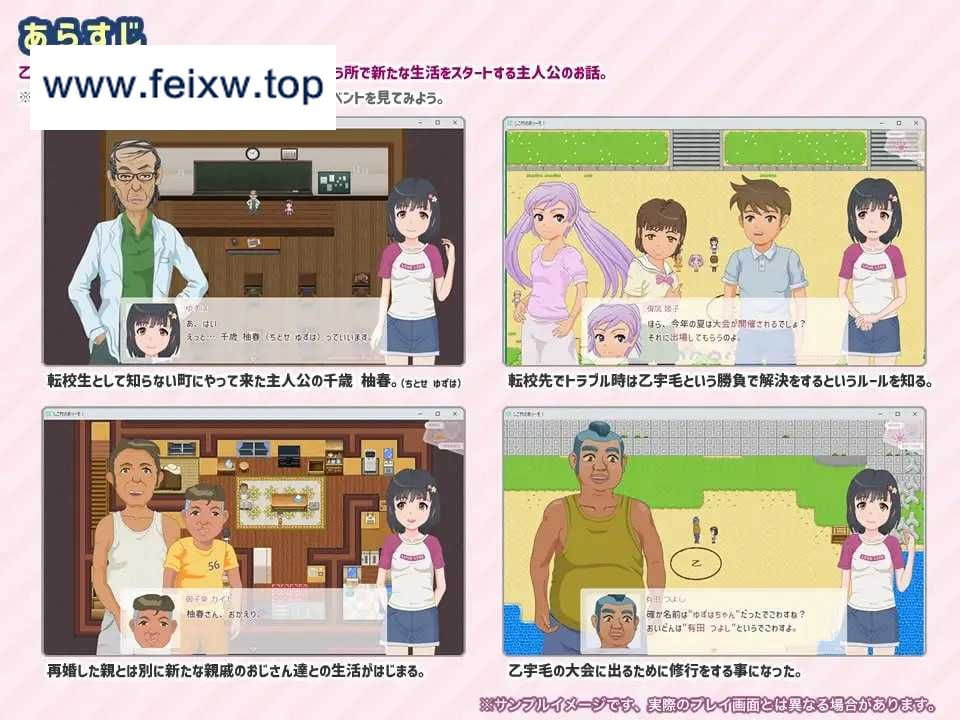 あらすじ
乙
う所で新たな生活をスタートする主人公のお話。
www.feixw.top
※
ベントを見てみよう。
あ、はい
えっと… 千歳 柚春（ちとせ ゆずは）っていいます。
転校生として知らない町にやって来た主人公の千歳 柚春。（ちとせ ゆずは）
ほら、今年の夏は大会が開催されるでしょ？
それに出場してもらうのよ。
転校先でトラブル時は乙字毛という勝負で解決をするというルールを知る。
56
柚春さん、おかえり。
再婚した親とは別に新たな親戚のおじさん達との生活がはじまる。
乙
有田 つよし
確か名前は“ゆずはちゃん”だったでごわすね？
おいどんは“有田 つよし”というでごわすよ。
乙字毛の大会に出るために修行をする事になった。
※サンプルイメージです、実際のプレイ画面とは異なる場合があります。